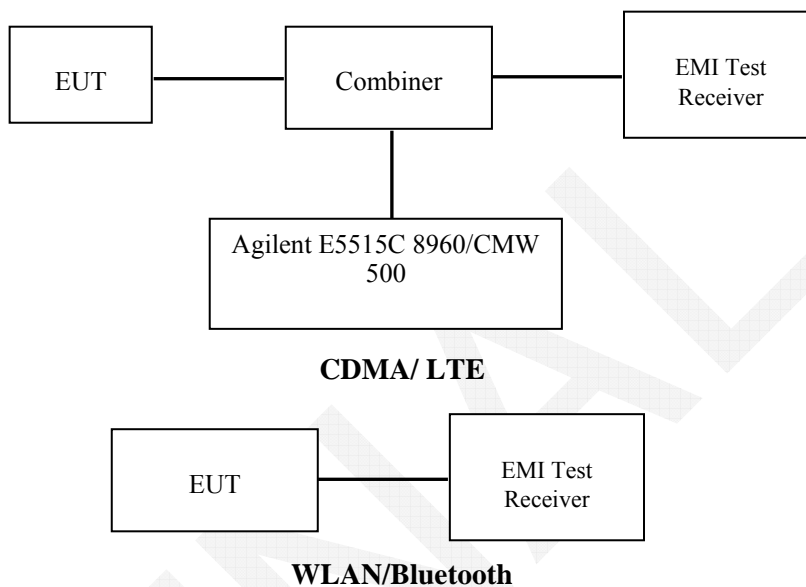 EUT
Combiner
EMI Test
Receiver
Agilent E5515C 8960/CMW
500
CDMA/ LTE
EUT
EMI Test
Receiver
WLAN/Bluetooth